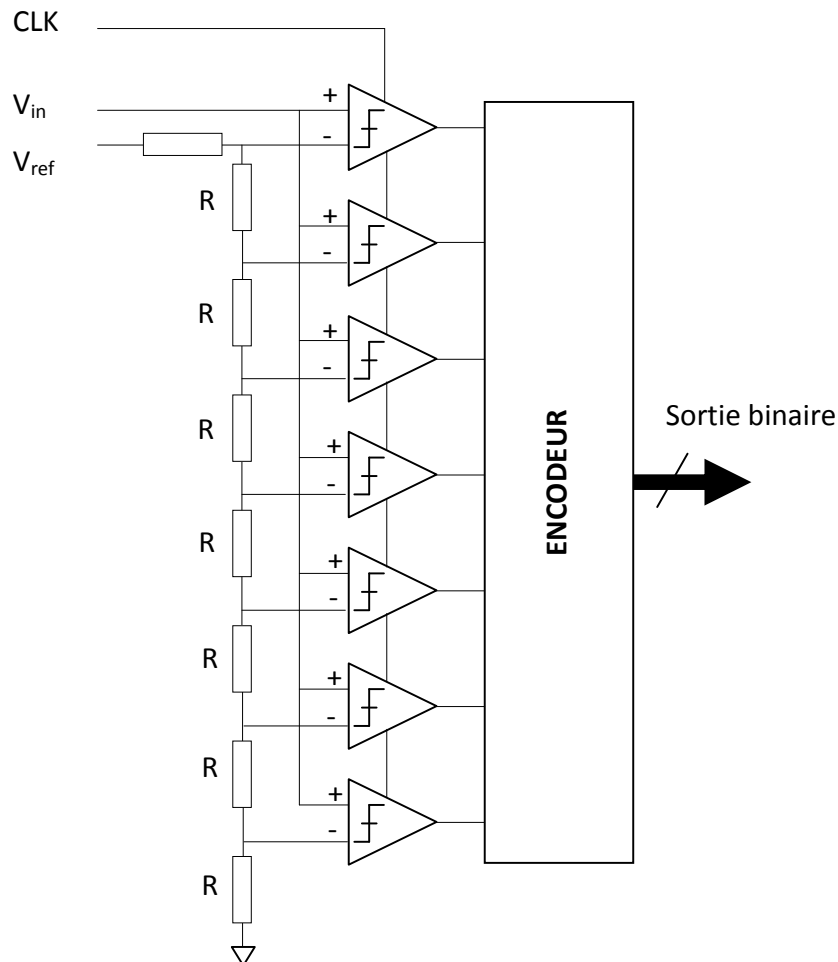 CLK
V_in
V_ref
+
-
R
+
-
R
+
-
R
+
-
R
+
-
R
+
-
R
+
-
R
ENCODEUR
Sortie binaire